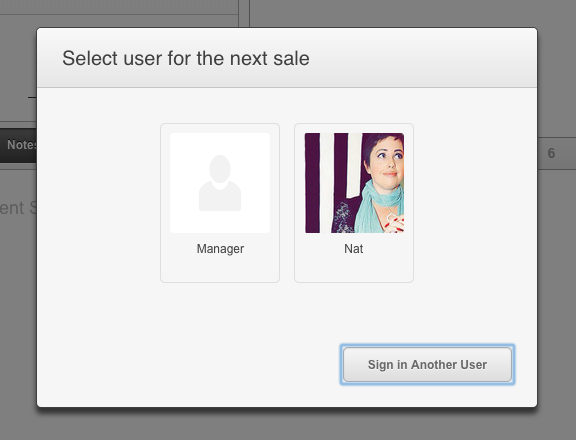 Select user for the next sale
Notes
6
ent S
Manager
Nat
Sign in Another User